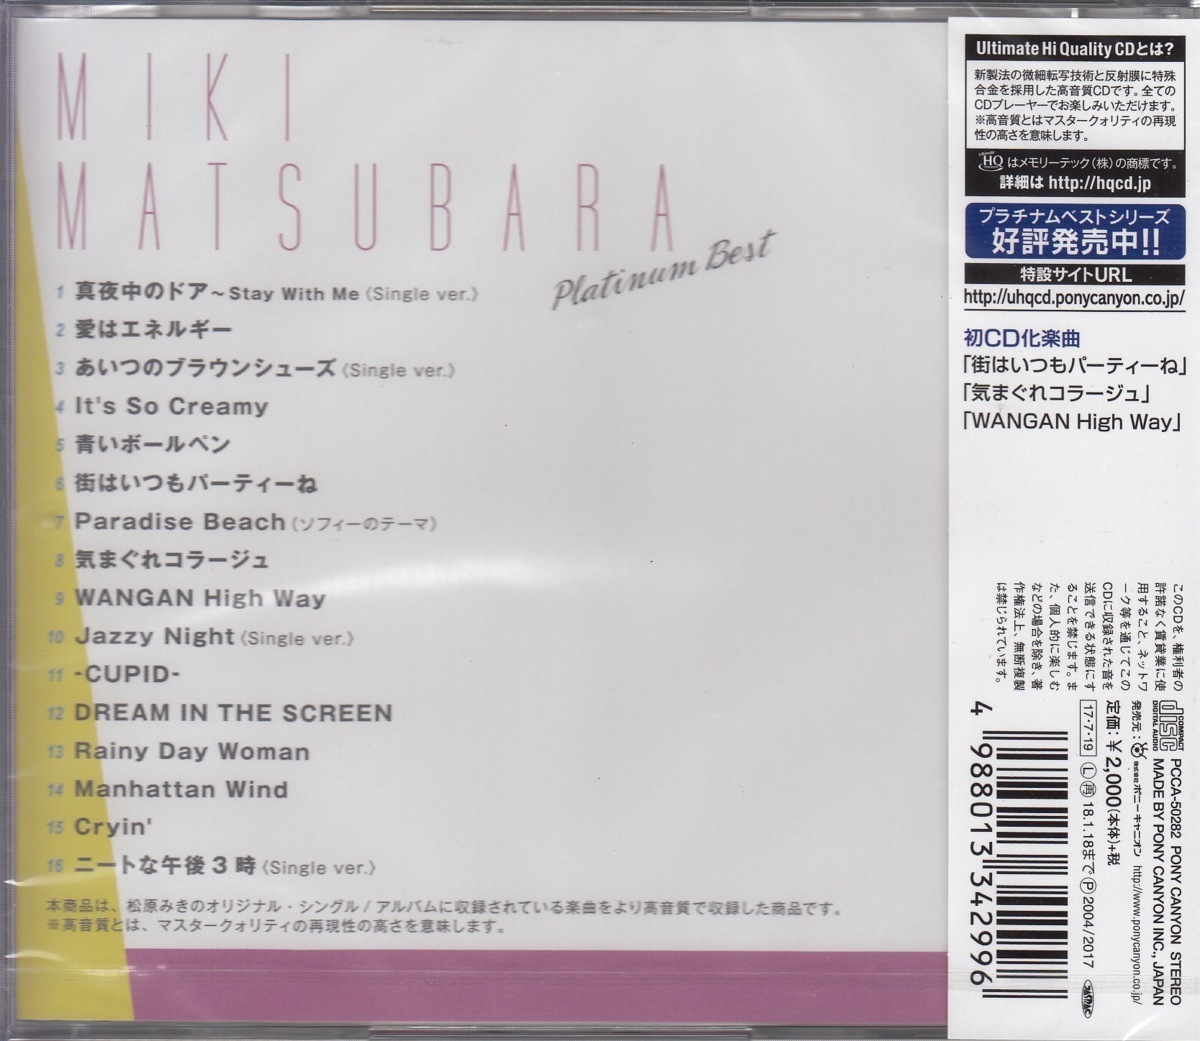 MIKI
MATSUBARA
Platinum Best
1 真夜中のドア～Stay With Me〈Single ver.〉
2 愛はエネルギー
3 あいつのブラウンシューズ〈Single ver.〉
4 It's So Creamy
5 青いボールペン
6 街はいつもパーティーね
7 Paradise Beach（ソフィーのテーマ）
8 気まぐれコラージュ
9 WANGAN High Way
10 Jazzy Night〈Single ver.〉
11 -CUPID-
12 DREAM IN THE SCREEN
13 Rainy Day Woman
14 Manhattan Wind
15 Cryin'
16 ニートな午後3時〈Single ver.〉
本商品は、松原みきのオリジナル・シングル/アルバムに収録されている楽曲をより高音質で収録した商品です。
※高音質とは、マスタークォリティの再現性の高さを意味します。
Ultimate Hi Quality CDとは?
新製法の微細転写技術と反射膜に特殊
合金を採用した高音質CDです。全ての
CDプレーヤーでお楽しみいただけます。
※高音質とはマスタークォリティの再現
性の高さを意味します。
HQ はメモリーテック(株)の商標です。
詳細は http://hqcd.jp
プラチナムベストシリーズ
好評発売中!!
特設サイトURL
http://uhqcd.ponycanyon.co.jp/
初CD化楽曲
「街はいつもパーティーね」
「気まぐれコラージュ」
「WANGAN High Way」
このCDを、権利者の
許諾なく賃貸業に使
用すること、ネットワ
ーク等を通じてこの
CDに収録された音を
送信できる状態にす
ることを禁じます。ま
た、個人的に楽しむ
などの場合を除き、著
作権法上、無断複製
は禁じられています。
COMPACT
disc
DIGITAL AUDIO
PCCA-50282 PONY CANYON STEREO
MADE BY PONY CANYON INC., JAPAN
発売元：ポニーキャニオン http://www.ponycanyon.co.jp/
定価：￥2,000(本体)+税
17・7・19 Ⓛ 再 18.1.18まで Ⓟ2004/2017
4 988013 342996